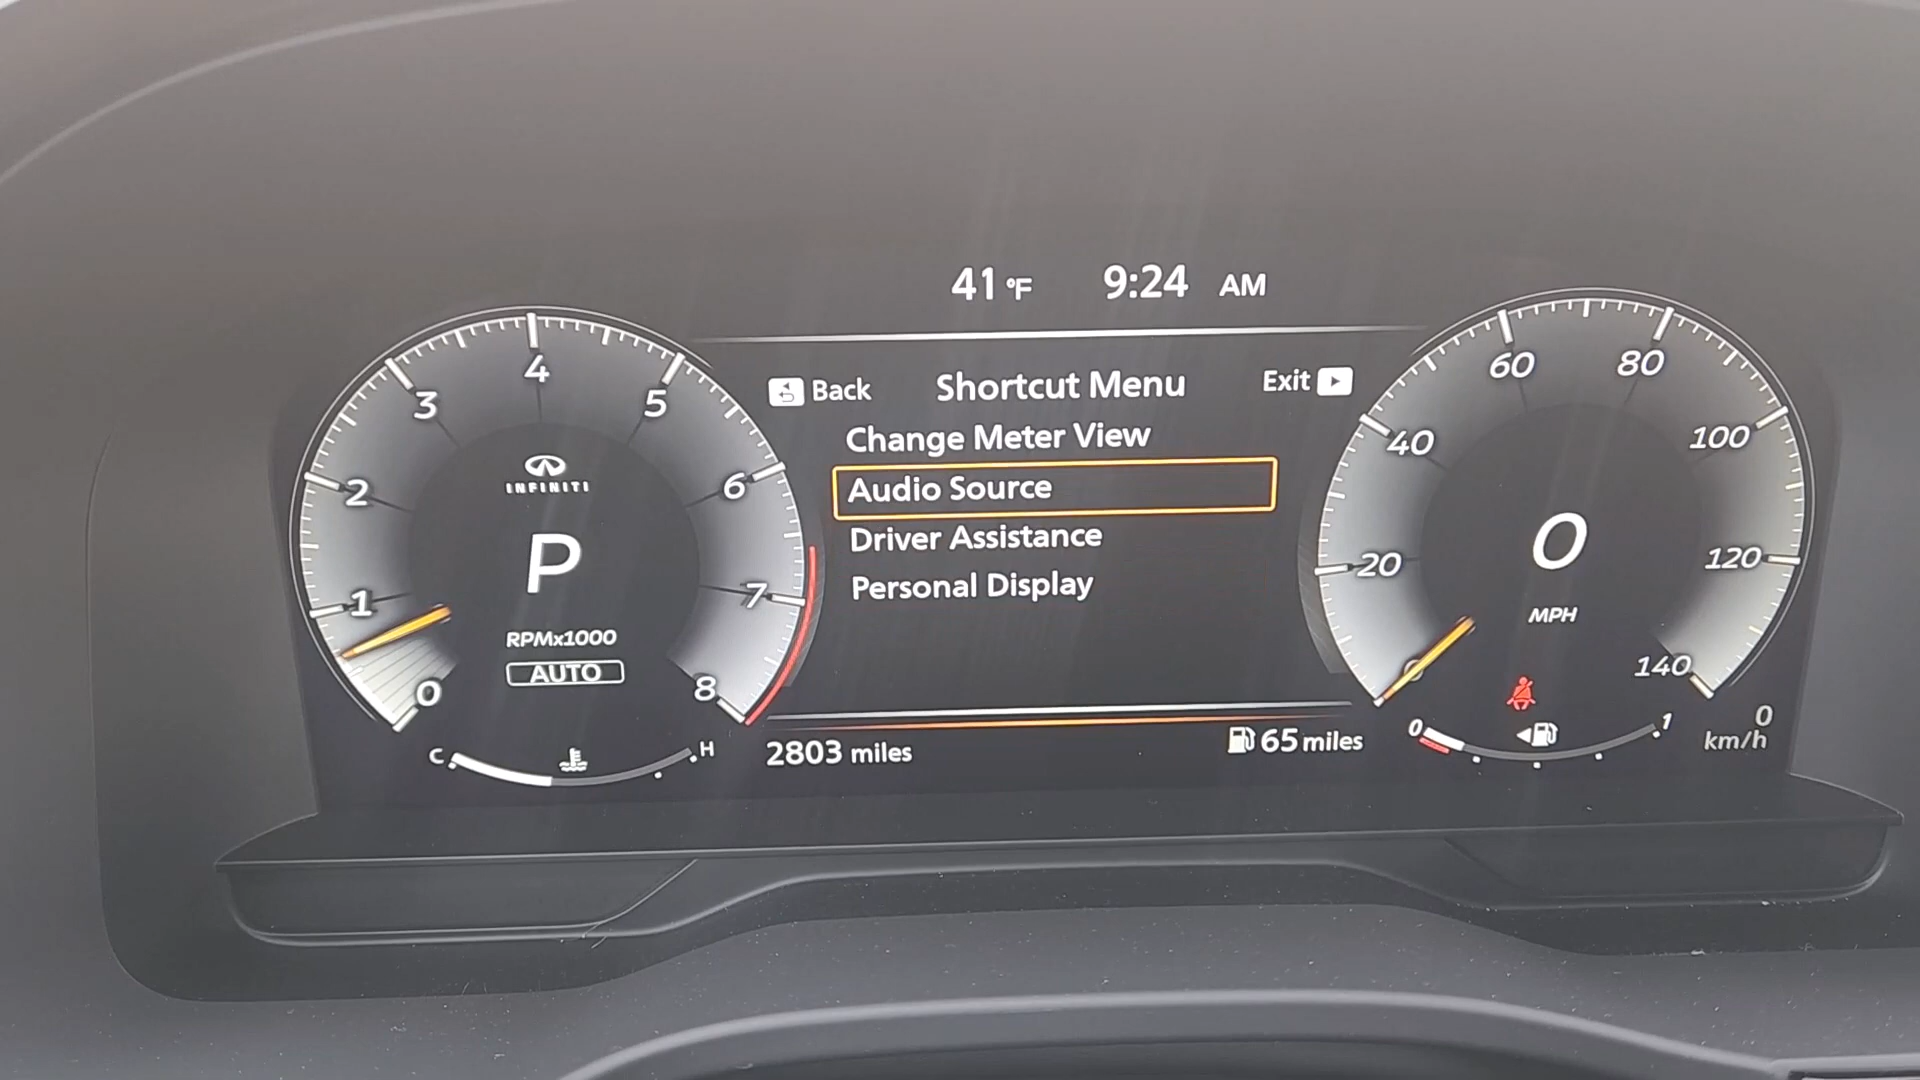 41 °F 9:24 AM
Back Shortcut Menu Exit
Change Meter View
Audio Source
Driver Assistance
Personal Display
2803 miles
65 miles
0 1 2 3 4 5 6 7 8
INFINITI
P
RPMx1000
AUTO
C H
0 20 40 60 80 100 120 140
0
MPH
0 1
0
km/h